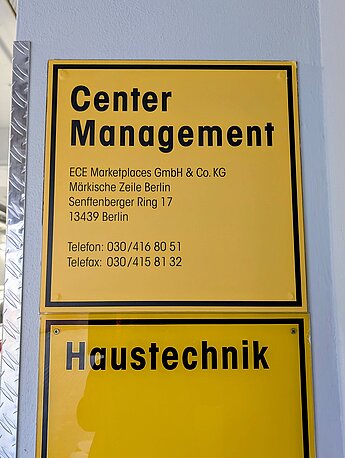 Center
Management
ECE Marketplaces GmbH & Co. KG
Märkische Zeile Berlin
Senftenberger Ring 17
13439 Berlin
Telefon: 030/416 80 51
Telefax: 030/415 81 32
Haustechnik